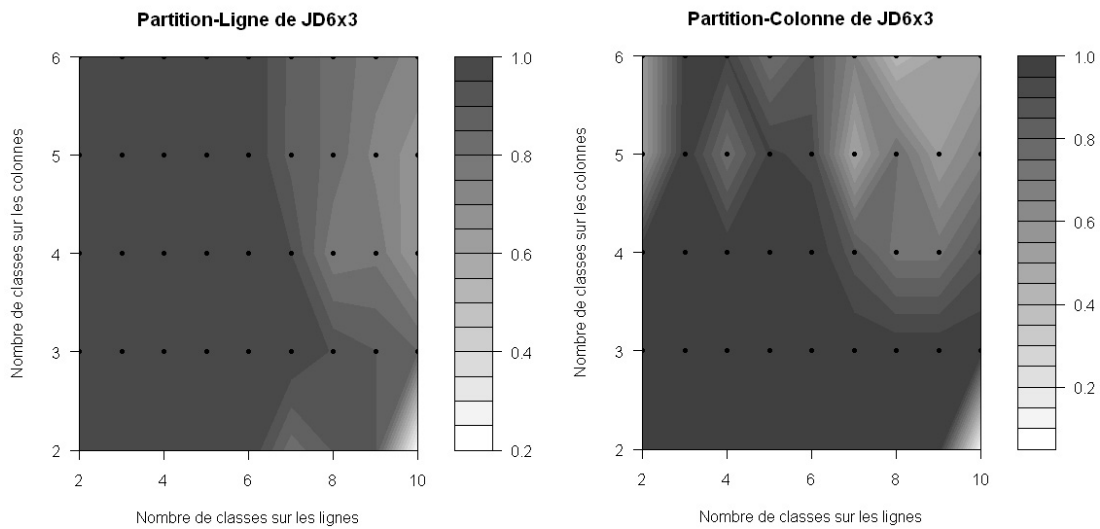 Partition-Ligne de JD6x3
Nombre de classes sur les colonnes
6
5
4
3
2
2 4 6 8 10
Nombre de classes sur les lignes
1.0
0.8
0.6
0.4
0.2
Partition-Colonne de JD6x3
Nombre de classes sur les colonnes
6
5
4
3
2
2 4 6 8 10
Nombre de classes sur les lignes
1.0
0.8
0.6
0.4
0.2